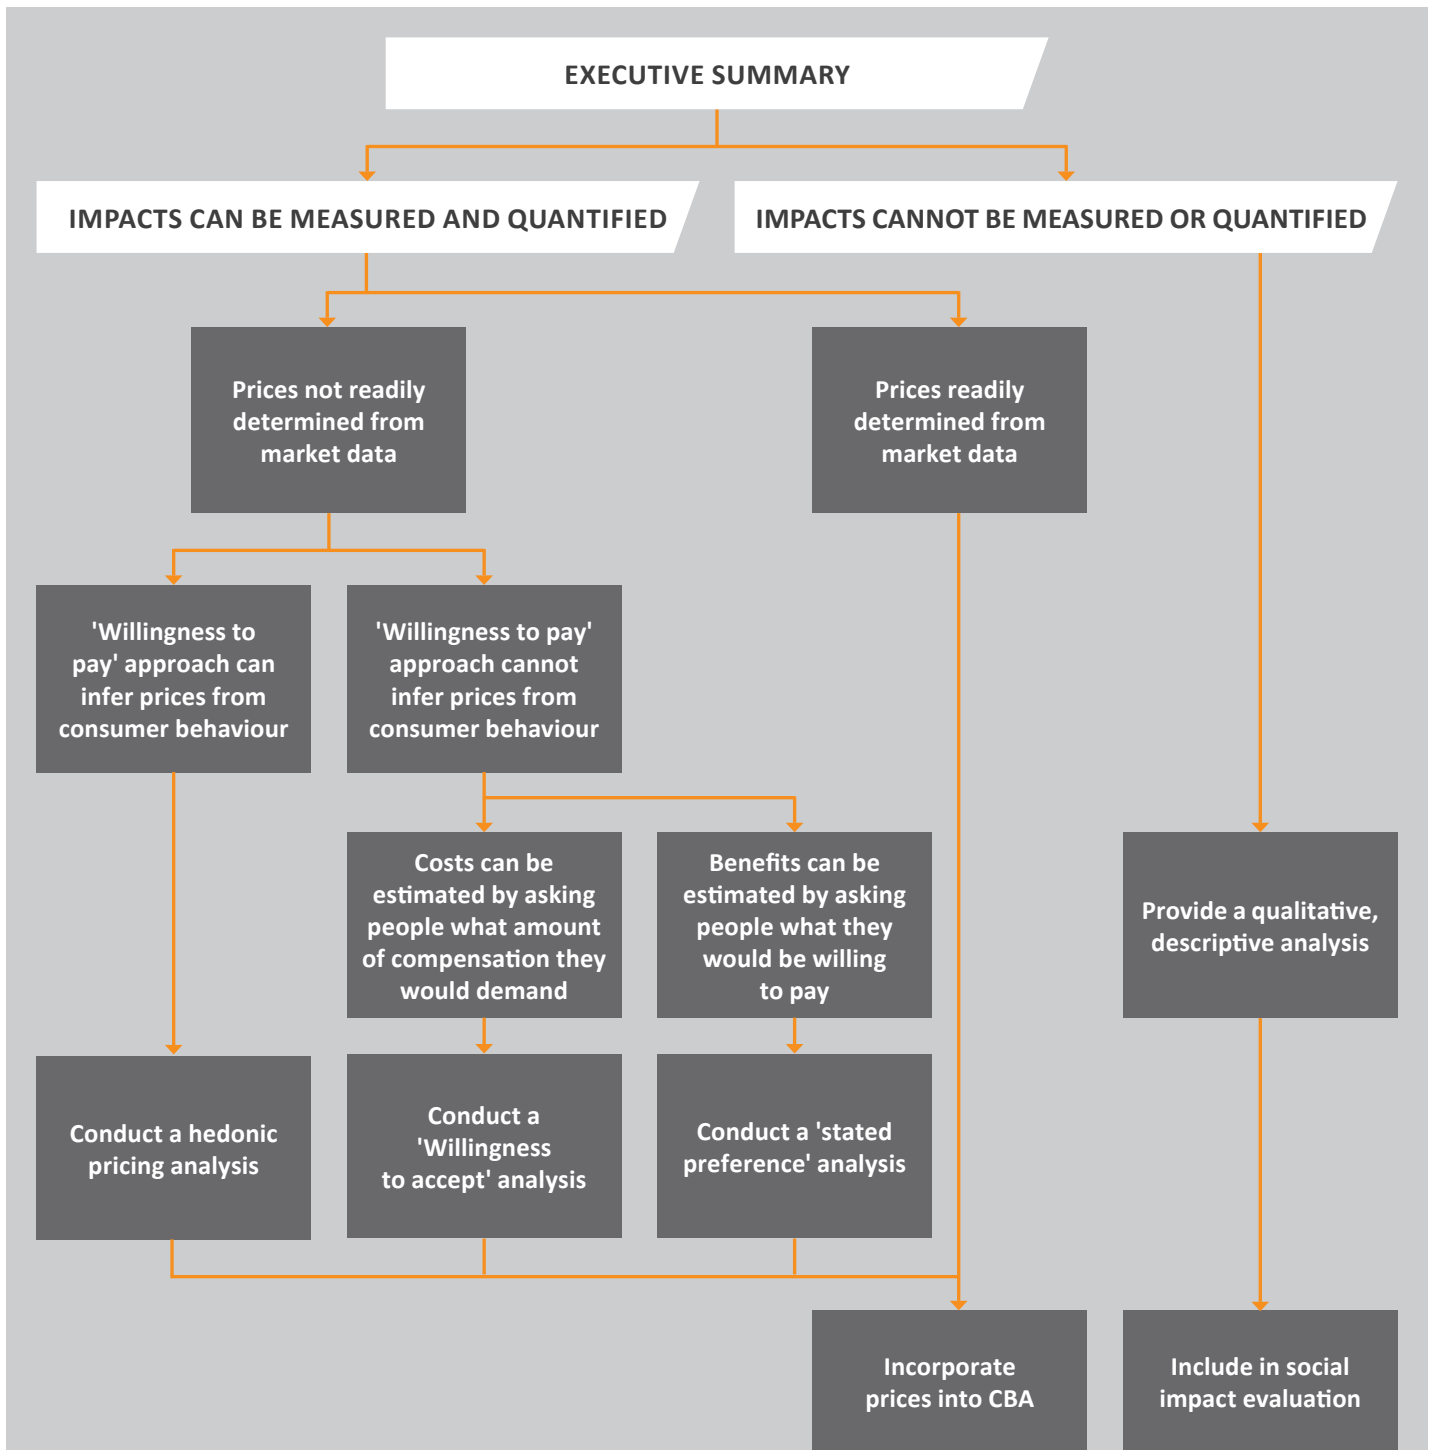 EXECUTIVE SUMMARY
IMPACTS CAN BE MEASURED AND QUANTIFIED
IMPACTS CANNOT BE MEASURED OR QUANTIFIED
Prices not readily
determined from
market data
Prices readily
determined from
market data
'Willingness to
pay' approach can
infer prices from
consumer behaviour
'Willingness to pay'
approach cannot
infer prices from
consumer behaviour
Costs can be
estimated by asking
people what amount
of compensation they
would demand
Benefits can be
estimated by asking
people what they
would be willing
to pay
Provide a qualitative,
descriptive analysis
Conduct a hedonic
pricing analysis
Conduct a
'Willingness
to accept' analysis
Conduct a 'stated
preference' analysis
Incorporate
prices into CBA
Include in social
impact evaluation